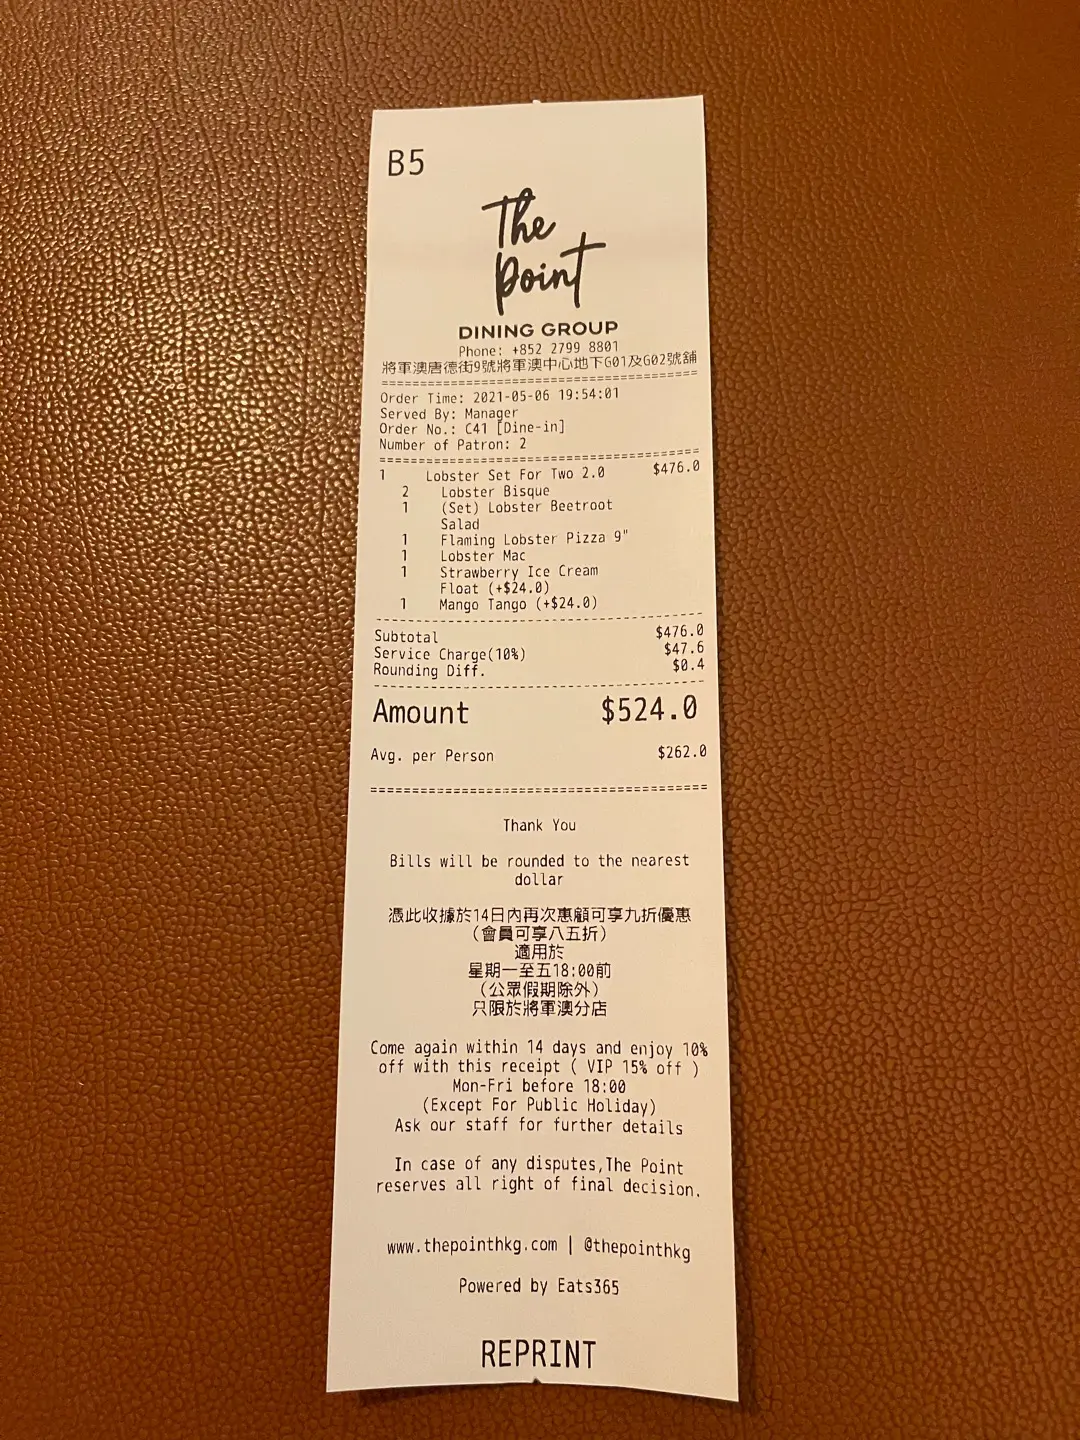 B5
The
Point
DINING GROUP
Phone: +852 2799 8801
將軍澳唐德街9號將軍澳中心地下G01及G02號舖
========================================
Order Time: 2021-05-06 19:54:01
Served By: Manager
Order No.: C41 [Dine-in]
Number of Patron: 2
========================================
1 Lobster Set For Two 2.0 $476.0
2 Lobster Bisque
1 (Set) Lobster Beetroot
Salad
1 Flaming Lobster Pizza 9"
1 Lobster Mac
1 Strawberry Ice Cream
Float (+$24.0)
1 Mango Tango (+$24.0)
----------------------------------------
Subtotal $476.0
Service Charge(10%) $47.6
Rounding Diff. $0.4
----------------------------------------
Amount $524.0
Avg. per Person $262.0
========================================
Thank You
Bills will be rounded to the nearest
dollar
憑此收據於14日內再次惠顧可享九折優惠
(會員可享八五折)
適用於
星期一至五18:00前
(公眾假期除外)
只限於將軍澳分店
Come again within 14 days and enjoy 10%
off with this receipt ( VIP 15% off )
Mon-Fri before 18:00
(Except For Public Holiday)
Ask our staff for further details
In case of any disputes,The Point
reserves all right of final decision.
www.thepointhkg.com | @thepointhkg
Powered by Eats365
REPRINT